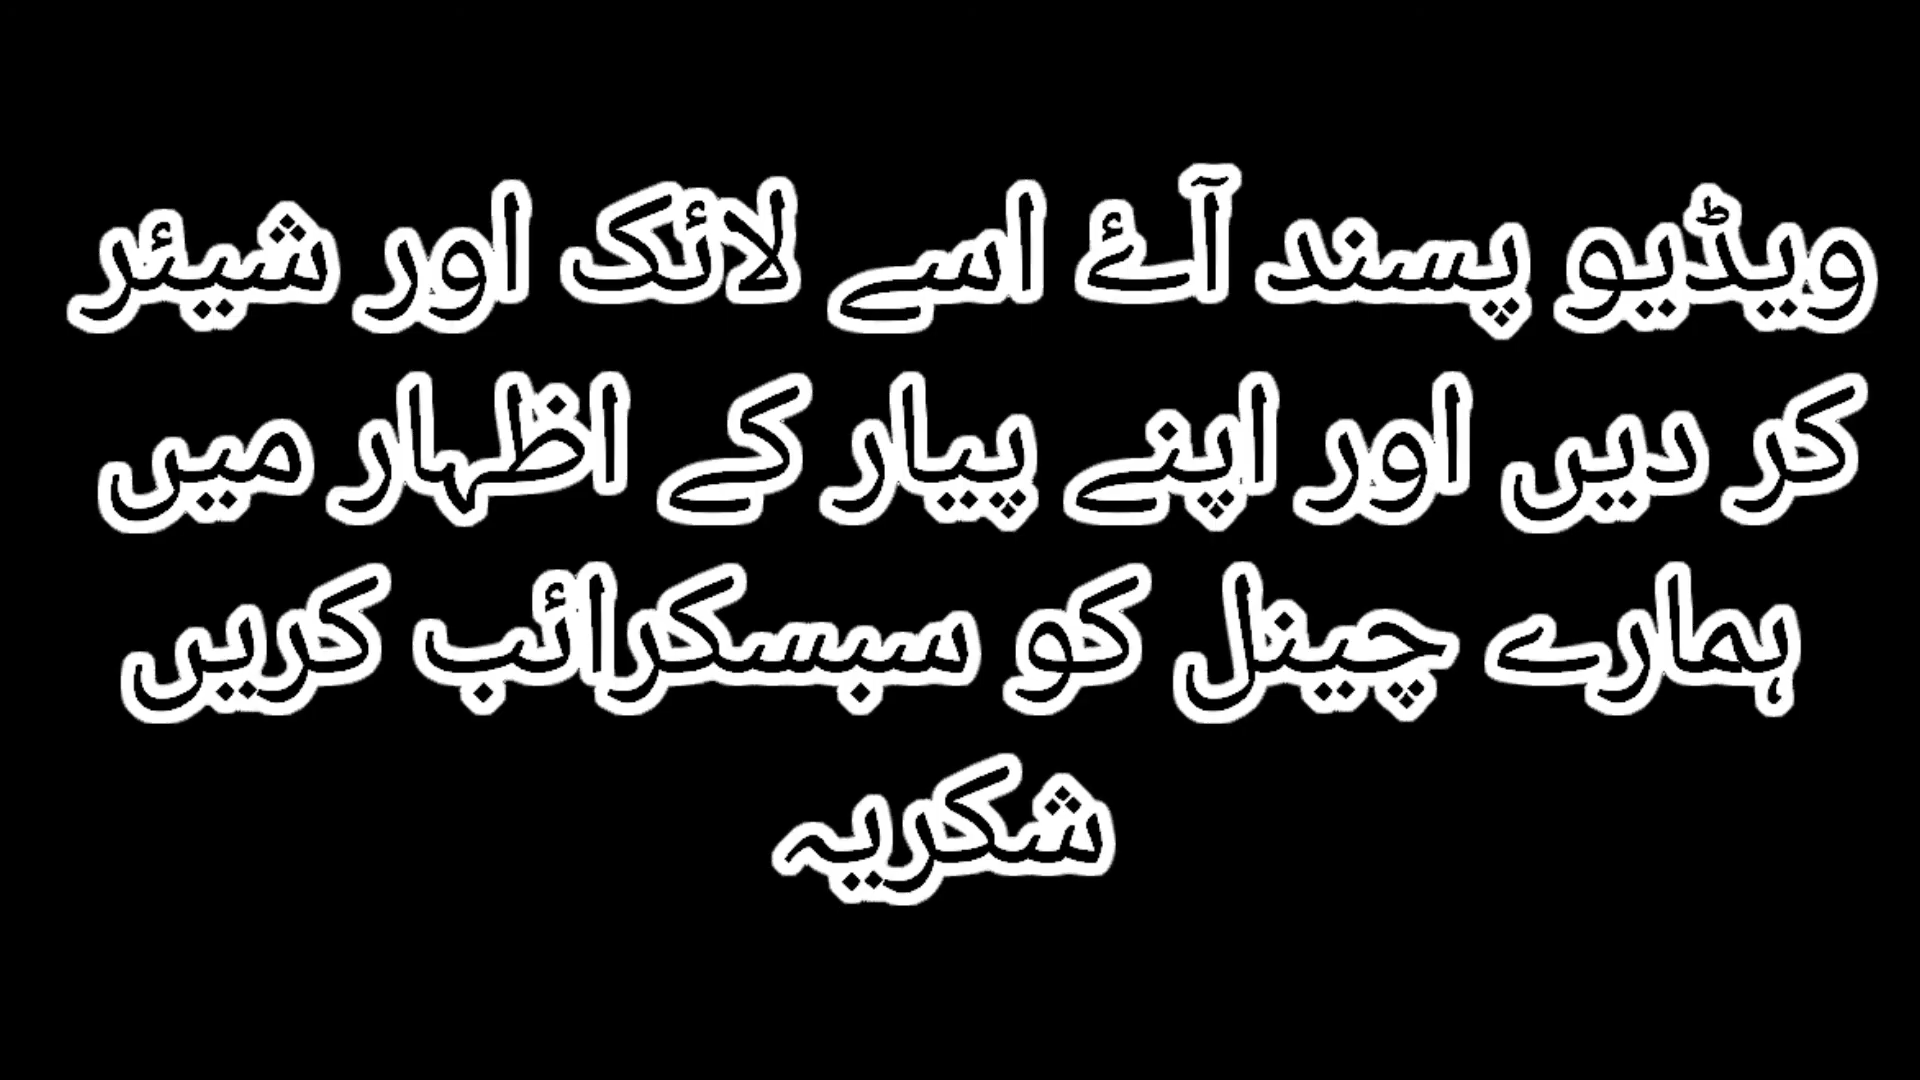 ویڈیو پسند آۓ اسے لائک اور شیئر
کر دیں اور اپنے پیار کے اظہار میں
ہمارے چینل کو سبسکرائب کریں
شکریہ